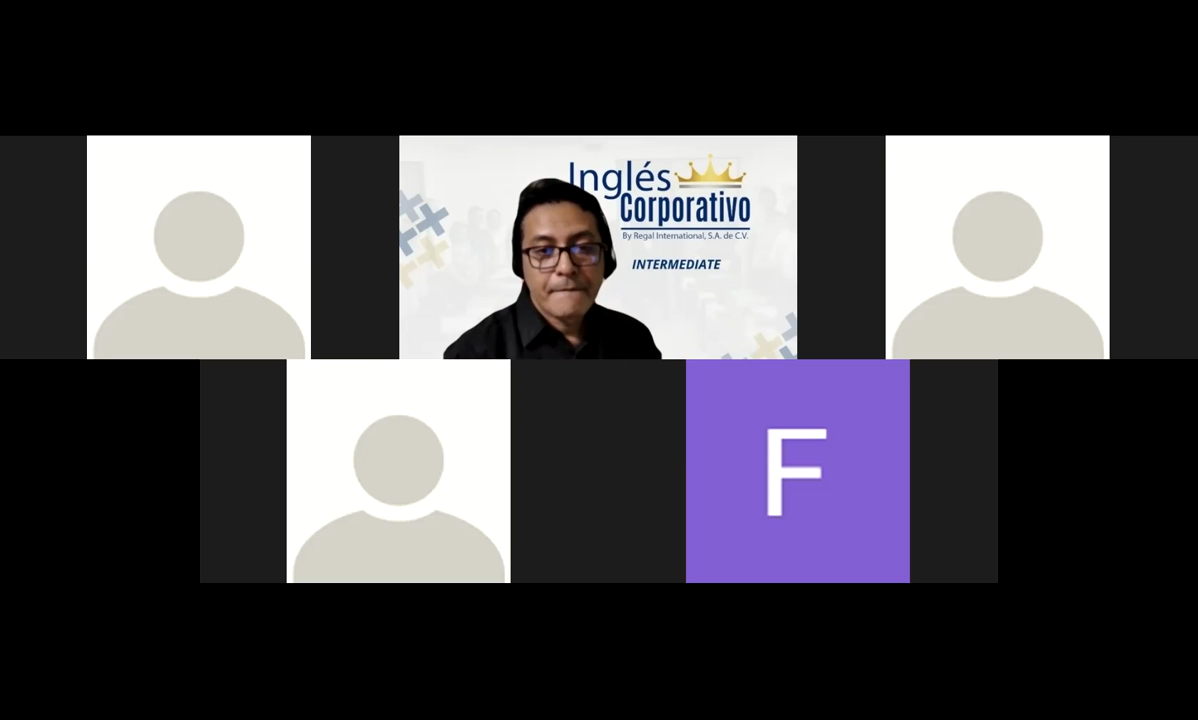 Inglés
Corporativo
By Regal International, S.A. de C.V.
INTERMEDIATE
F